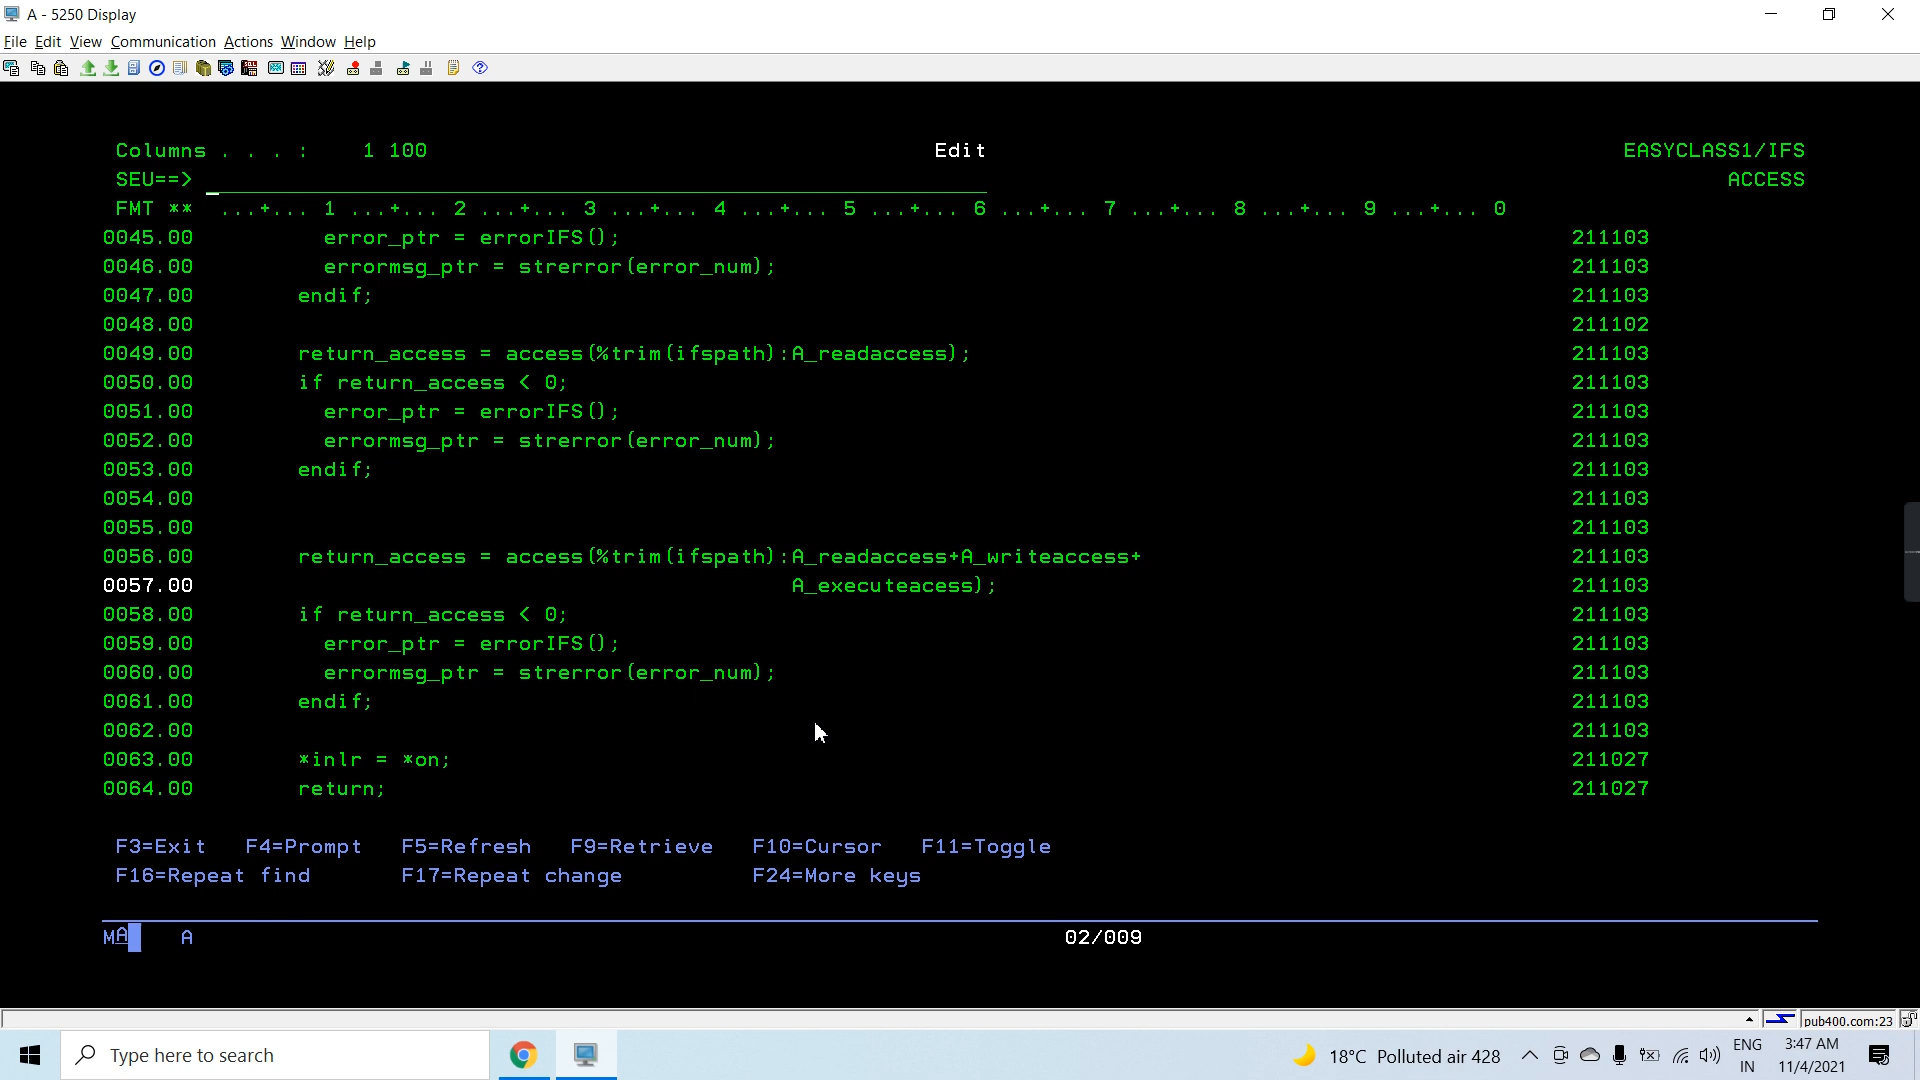 A - 5250 Display
File Edit View Communication Actions Window Help
Columns . . . :    1 100    Edit    EASYCLASS1/IFS
SEU==>    ACCESS
FMT **  ...+... 1 ...+... 2 ...+... 3 ...+... 4 ...+... 5 ...+... 6 ...+... 7 ...+... 8 ...+... 9 ...+... 0
0045.00    error_ptr = errorIFS();    211103
0046.00    errormsg_ptr = strerror(error_num);    211103
0047.00    endif;    211103
0048.00    211102
0049.00    return_access = access(%trim(ifspath):A_readaccess);    211103
0050.00    if return_access < 0;    211103
0051.00    error_ptr = errorIFS();    211103
0052.00    errormsg_ptr = strerror(error_num);    211103
0053.00    endif;    211103
0054.00    211103
0055.00    211103
0056.00    return_access = access(%trim(ifspath):A_readaccess+A_writeaccess+    211103
0057.00    A_executeacess);    211103
0058.00    if return_access < 0;    211103
0059.00    error_ptr = errorIFS();    211103
0060.00    errormsg_ptr = strerror(error_num);    211103
0061.00    endif;    211103
0062.00    211103
0063.00    *inlr = *on;    211027
0064.00    return;    211027
F3=Exit   F4=Prompt   F5=Refresh   F9=Retrieve   F10=Cursor   F11=Toggle
F16=Repeat find   F17=Repeat change   F24=More keys
MA    A    02/009
pub400.com:23
Type here to search    18°C Polluted air 428    ENG IN    3:47 AM 11/4/2021